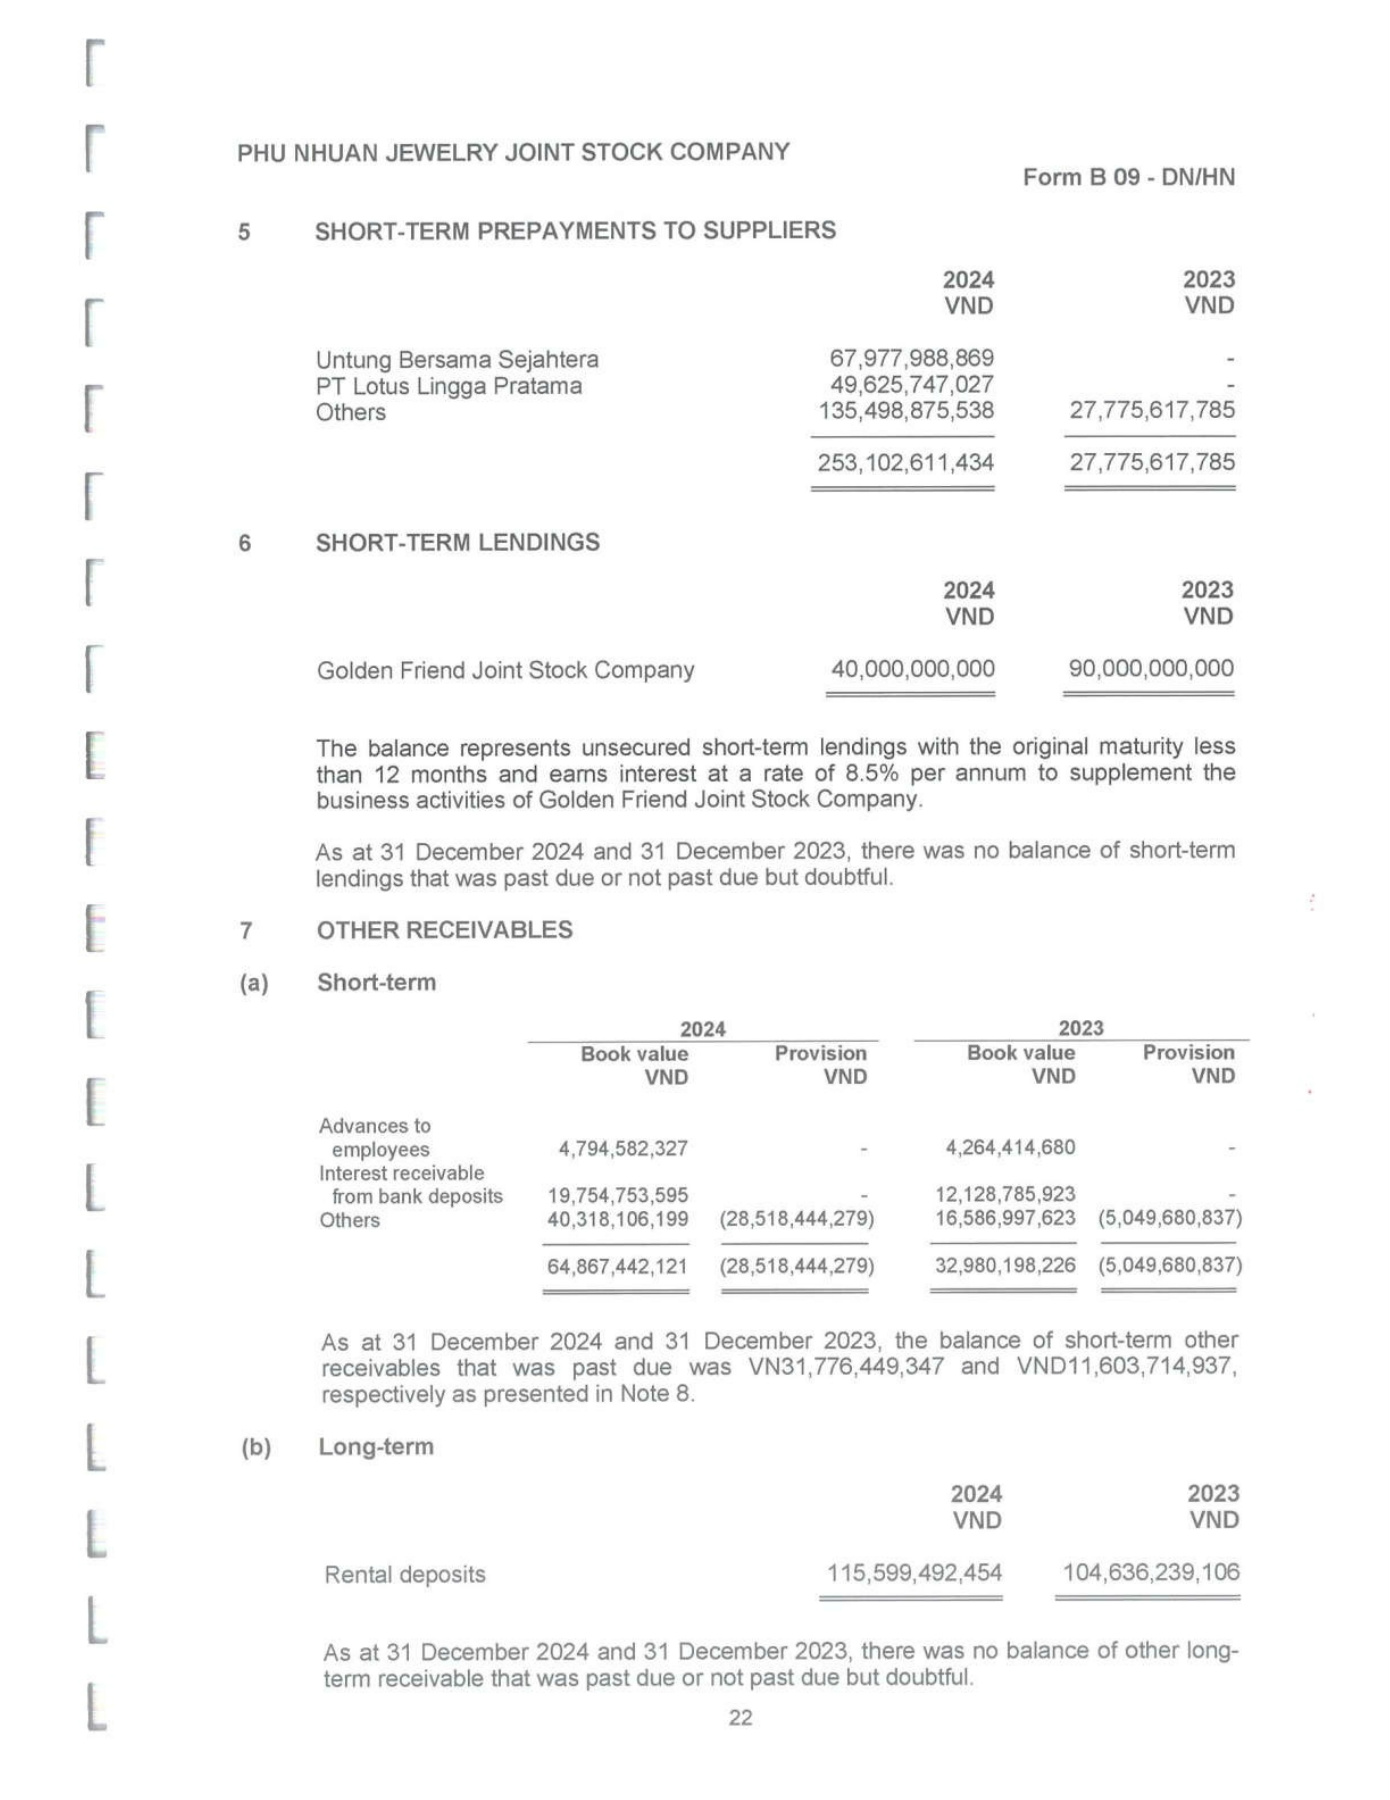 PHU NHUAN JEWELRY JOINT STOCK COMPANY
Form B 09 - DN/HN
5 SHORT-TERM PREPAYMENTS TO SUPPLIERS
2024 2023
VND VND
Untung Bersama Sejahtera 67,977,988,869 -
PT Lotus Lingga Pratama 49,625,747,027 -
Others 135,498,875,538 27,775,617,785
253,102,611,434 27,775,617,785
6 SHORT-TERM LENDINGS
2024 2023
VND VND
Golden Friend Joint Stock Company 40,000,000,000 90,000,000,000
The balance represents unsecured short-term lendings with the original maturity less
than 12 months and earns interest at a rate of 8.5% per annum to supplement the
business activities of Golden Friend Joint Stock Company.
As at 31 December 2024 and 31 December 2023, there was no balance of short-term
lendings that was past due or not past due but doubtful.
7 OTHER RECEIVABLES
(a) Short-term
2024 2023
Book value Provision Book value Provision
VND VND VND VND
Advances to
employees 4,794,582,327 - 4,264,414,680 -
Interest receivable
from bank deposits 19,754,753,595 - 12,128,785,923 -
Others 40,318,106,199 (28,518,444,279) 16,586,997,623 (5,049,680,837)
64,867,442,121 (28,518,444,279) 32,980,198,226 (5,049,680,837)
As at 31 December 2024 and 31 December 2023, the balance of short-term other
receivables that was past due was VN31,776,449,347 and VND11,603,714,937,
respectively as presented in Note 8.
(b) Long-term
2024 2023
VND VND
Rental deposits 115,599,492,454 104,636,239,106
As at 31 December 2024 and 31 December 2023, there was no balance of other long-
term receivable that was past due or not past due but doubtful.
22